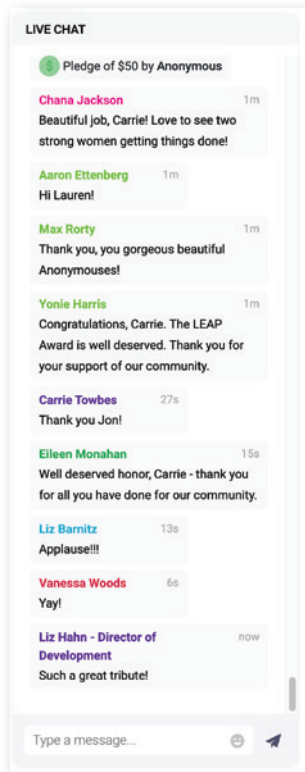 LIVE CHAT
$ Pledge of $50 by Anonymous
Chana Jackson 1m
Beautiful job, Carrie! Love to see two
strong women getting things done!
Aaron Ettenberg 1m
Hi Lauren!
Max Rorty 1m
Thank you, you gorgeous beautiful
Anonymouses!
Yonie Harris 1m
Congratulations, Carrie. The LEAP
Award is well deserved. Thank you for
your support of our community.
Carrie Towbes 27s
Thank you Jon!
Eileen Monahan 15s
Well deserved honor, Carrie - thank you
for all you have done for our community.
Liz Barnitz 13s
Applause!!!
Vanessa Woods 6s
Yay!
Liz Hahn - Director of now
Development
Such a great tribute!
Type a message...